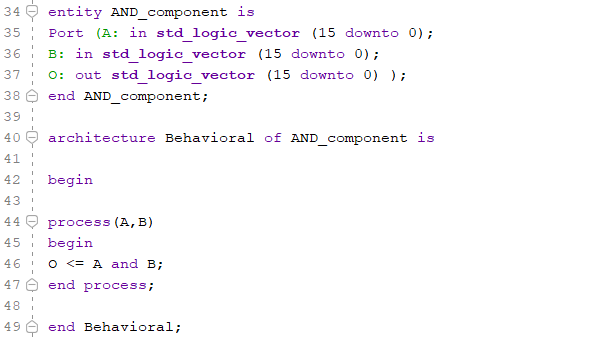 34 entity AND_component is
35 Port (A: in std_logic_vector (15 downto 0);
36 B: in std_logic_vector (15 downto 0);
37 O: out std_logic_vector (15 downto 0) );
38 end AND_component;
39
40 architecture Behavioral of AND_component is
41
42 begin
43
44 process(A,B)
45 begin
46 O <= A and B;
47 end process;
48
49 end Behavioral;